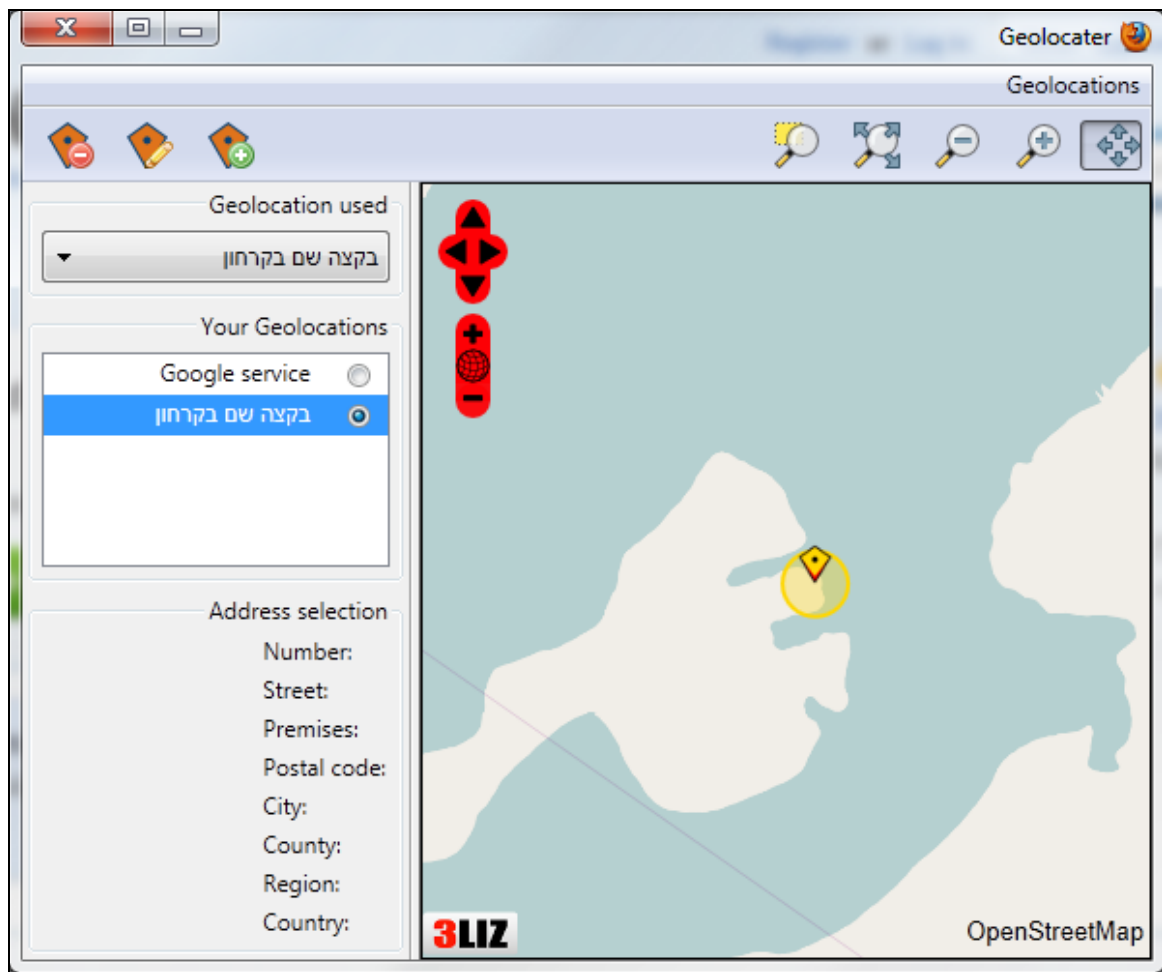 Geolocater
Geolocations
Geolocation used
בקצה שם בקרחון
Your Geolocations
Google service
בקצה שם בקרחון
Address selection
Number:
Street:
Premises:
Postal code:
City:
County:
Region:
Country:
3LIZ
OpenStreetMap